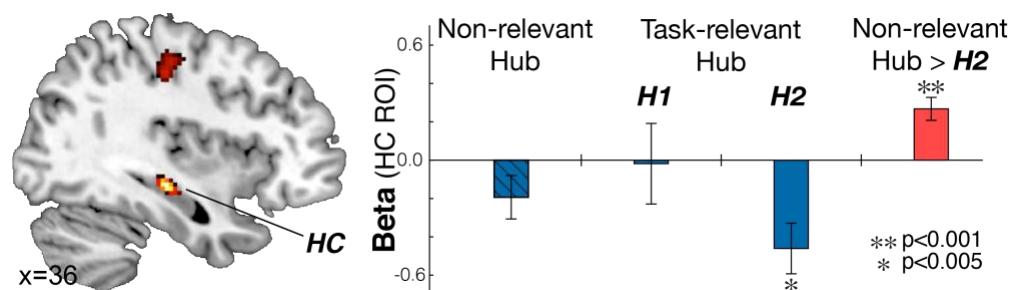 HC
x=36
Beta (HC ROI)
0.6
0.0
-0.6
Non-relevant
Hub
Task-relevant
Hub
H1
H2
Non-relevant
Hub > H2
**
*
** p<0.001
* p<0.005